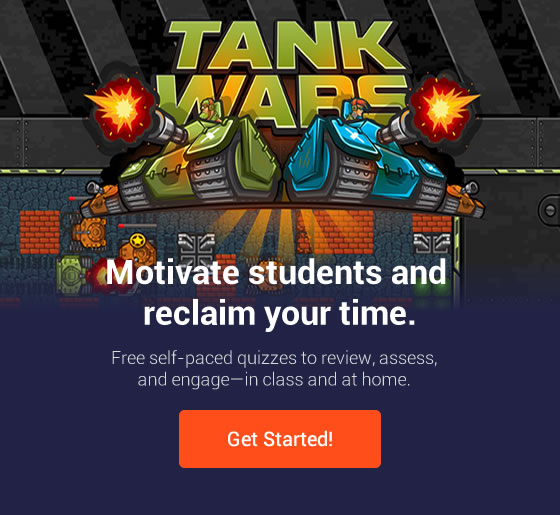 TANK
WARS
Motivate students and
reclaim your time.
Free self-paced quizzes to review, assess,
and engage—in class and at home.
Get Started!